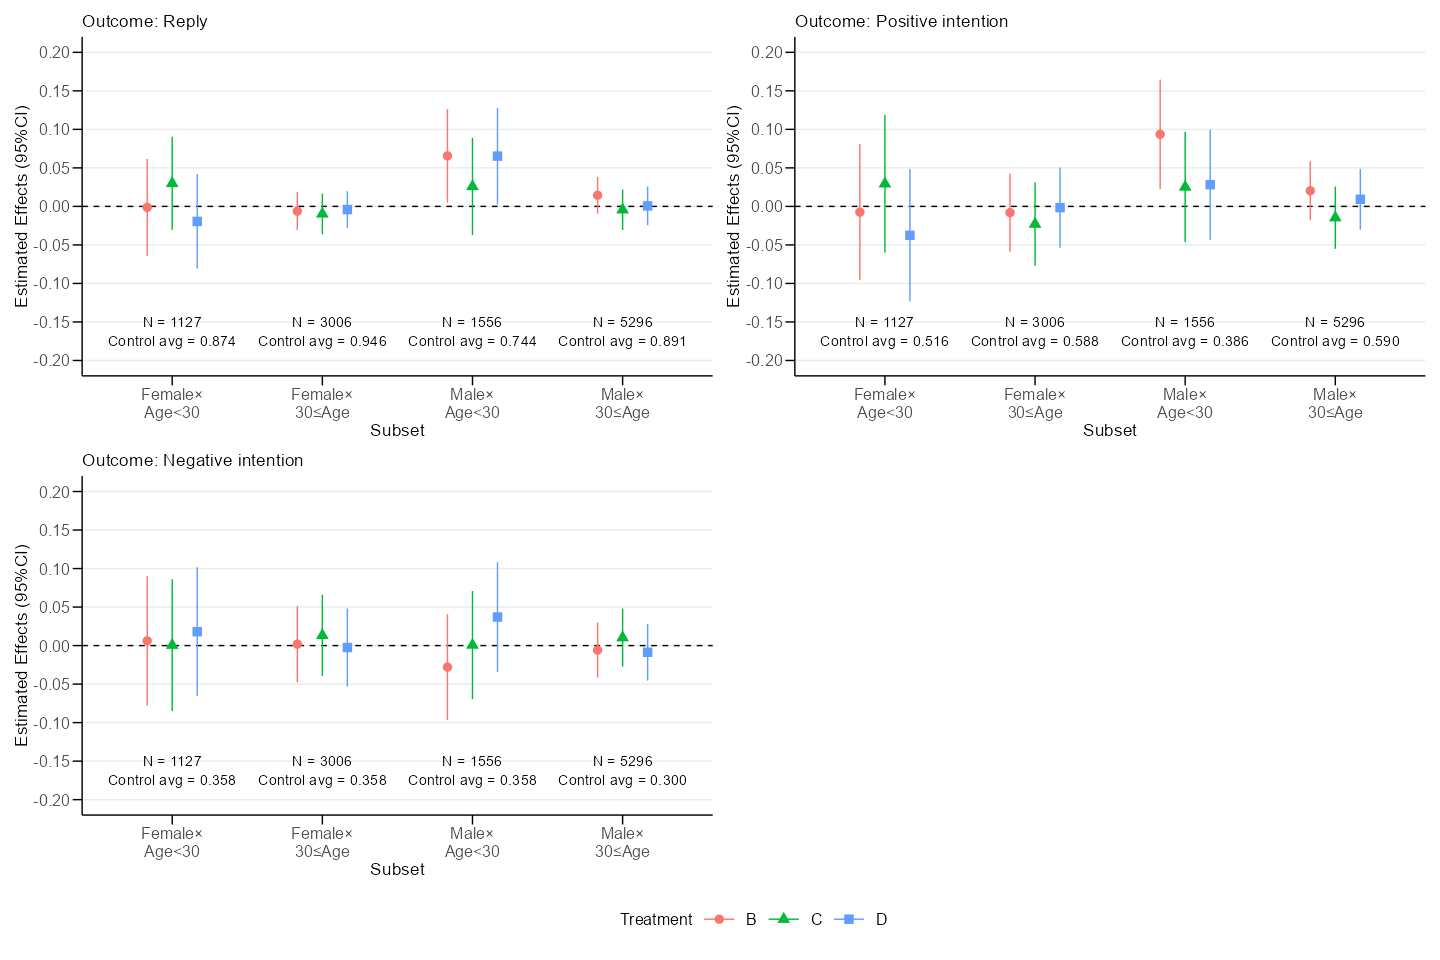 Outcome: Reply
Estimated Effects (95%CI)
0.20
0.15
0.10
0.05
0.00
-0.05
-0.10
-0.15
-0.20
N = 1127
Control avg = 0.874
N = 3006
Control avg = 0.946
N = 1556
Control avg = 0.744
N = 5296
Control avg = 0.891
Female×
Age<30
Female×
30≤Age
Male×
Age<30
Male×
30≤Age
Subset
Outcome: Positive intention
Estimated Effects (95%CI)
0.20
0.15
0.10
0.05
0.00
-0.05
-0.10
-0.15
-0.20
N = 1127
Control avg = 0.516
N = 3006
Control avg = 0.588
N = 1556
Control avg = 0.386
N = 5296
Control avg = 0.590
Female×
Age<30
Female×
30≤Age
Male×
Age<30
Male×
30≤Age
Subset
Outcome: Negative intention
Estimated Effects (95%CI)
0.20
0.15
0.10
0.05
0.00
-0.05
-0.10
-0.15
-0.20
N = 1127
Control avg = 0.358
N = 3006
Control avg = 0.358
N = 1556
Control avg = 0.358
N = 5296
Control avg = 0.300
Female×
Age<30
Female×
30≤Age
Male×
Age<30
Male×
30≤Age
Subset
Treatment B C D